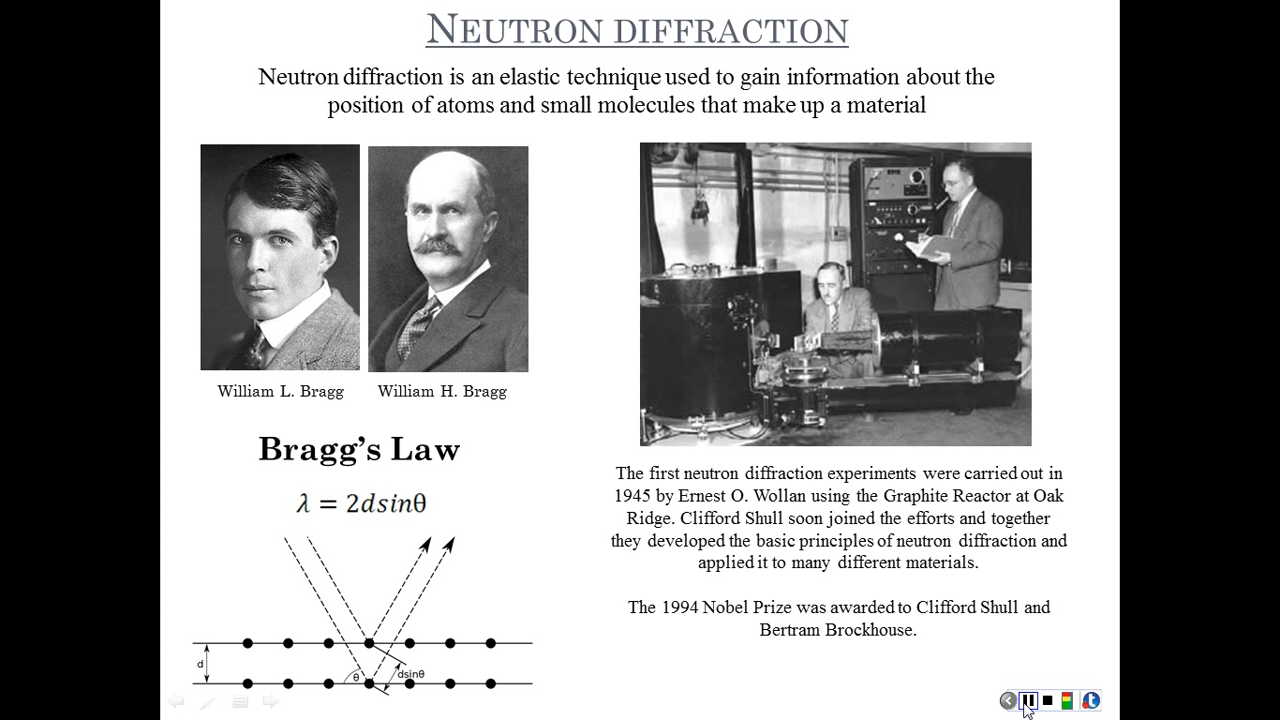 NEUTRON DIFFRACTION
Neutron diffraction is an elastic technique used to gain information about the
position of atoms and small molecules that make up a material
William L. Bragg
William H. Bragg
Bragg's Law
λ = 2dsinθ
d
θ
dsinθ
The first neutron diffraction experiments were carried out in
1945 by Ernest O. Wollan using the Graphite Reactor at Oak
Ridge. Clifford Shull soon joined the efforts and together
they developed the basic principles of neutron diffraction and
applied it to many different materials.
The 1994 Nobel Prize was awarded to Clifford Shull and
Bertram Brockhouse.